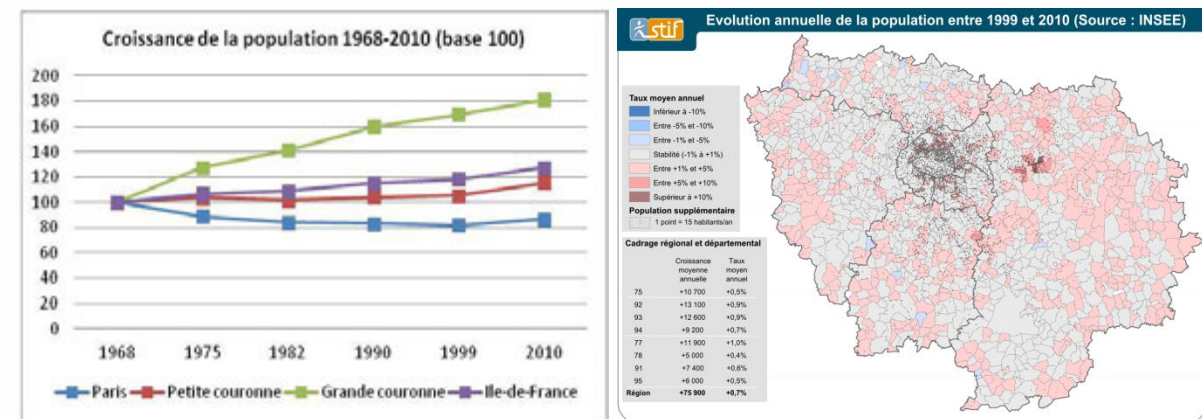 Croissance de la population 1968-2010 (base 100)
200
180
160
140
120
100
80
60
40
20
0
1968 1975 1982 1990 1999 2010
Paris Petite couronne Grande couronne Ile-de-France
stif
Evolution annuelle de la population entre 1999 et 2010 (Source : INSEE)
Taux moyen annuel
Inférieur à -10%
Entre -5% et -10%
Entre -1% et -5%
Stabilité (-1% à +1%)
Entre +1% et +5%
Entre +5% et +10%
Supérieur à +10%
Population supplémentaire
1 point = 15 habitants/an
Cadrage régional et départemental
Croissance moyenne annuelle Taux moyen annuel
75 +10 700 +0,5%
92 +13 100 +0,9%
93 +12 600 +0,9%
94 +9 200 +0,7%
77 +11 900 +1,0%
78 +5 000 +0,4%
91 +7 400 +0,6%
95 +6 000 +0,5%
Région +75 900 +0,7%